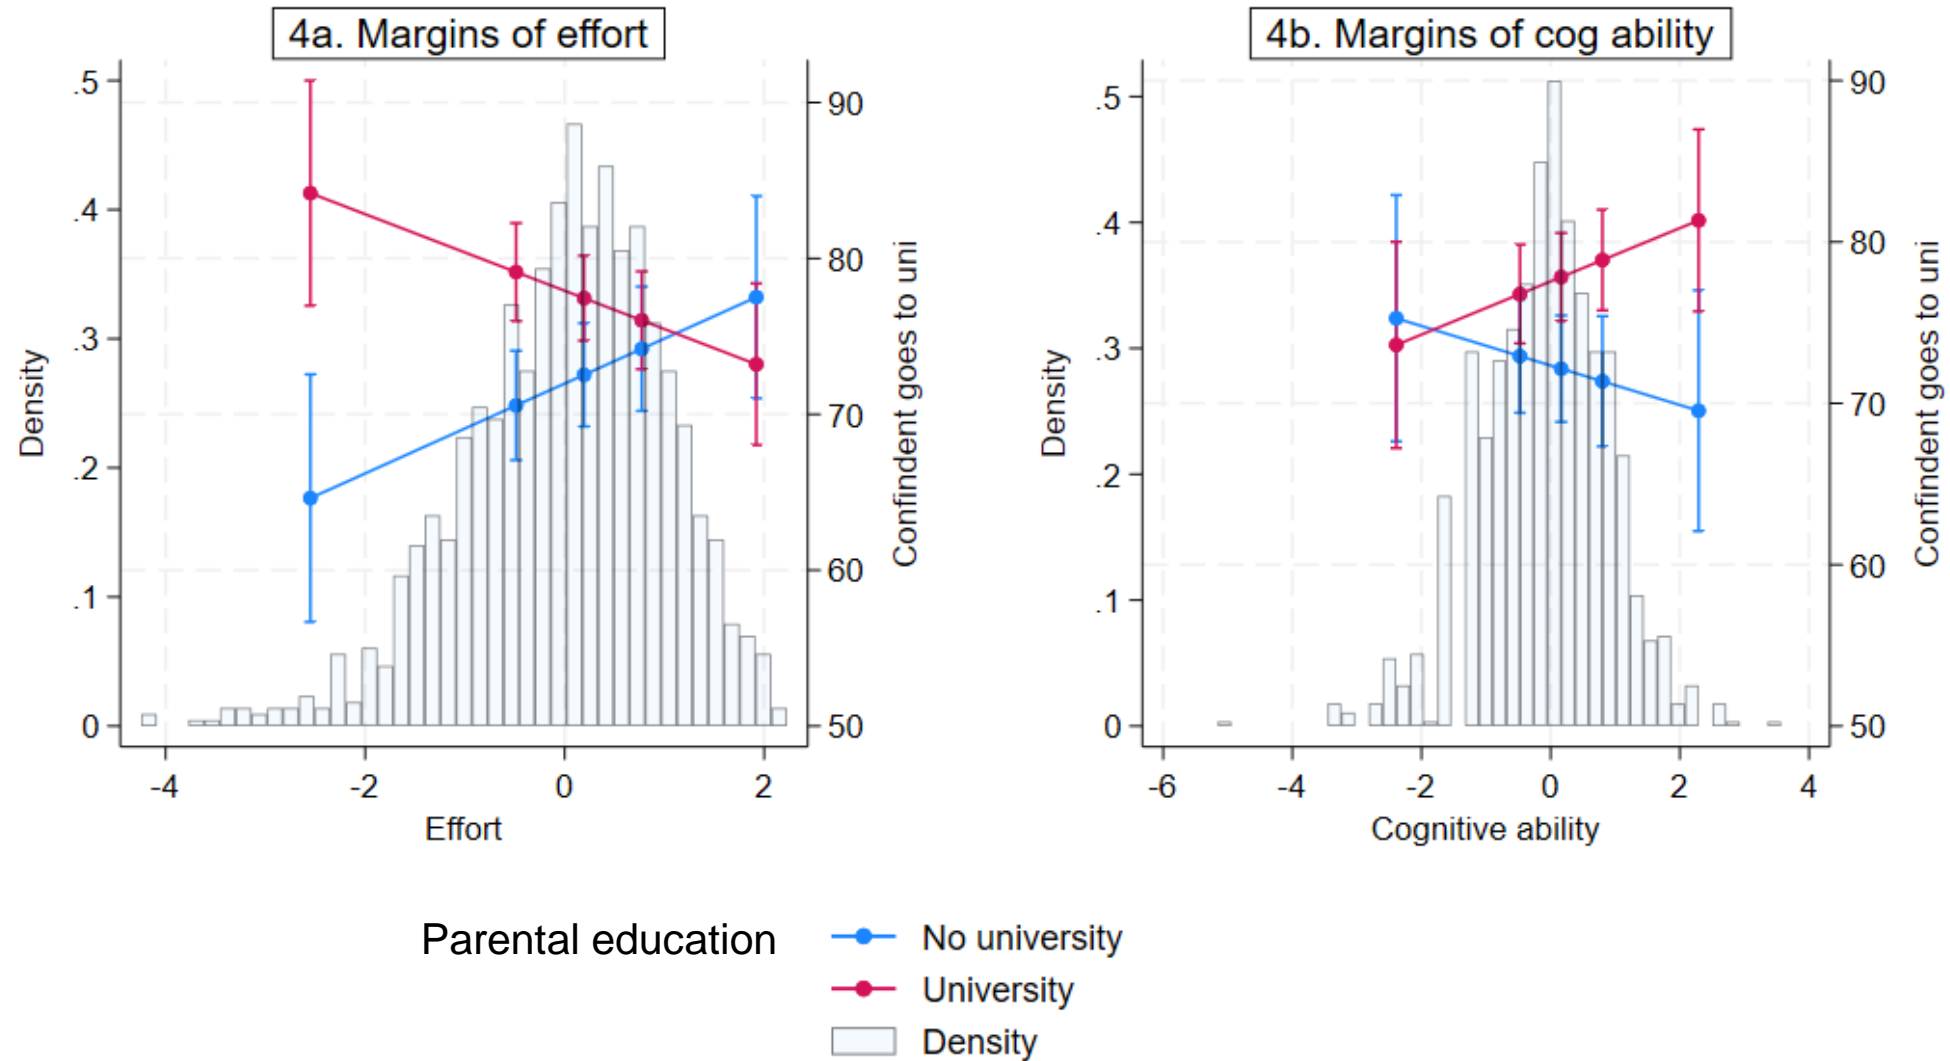 4a. Margins of effort
.5
.4
.3
.2
.1
0
Density
90
80
70
60
50
Confindent goes to uni
-4
-2
0
2
Effort
4b. Margins of cog ability
.5
.4
.3
.2
.1
0
Density
90
80
70
60
50
Confindent goes to uni
-6
-4
-2
0
2
4
Cognitive ability
Parental education
No university
University
Density